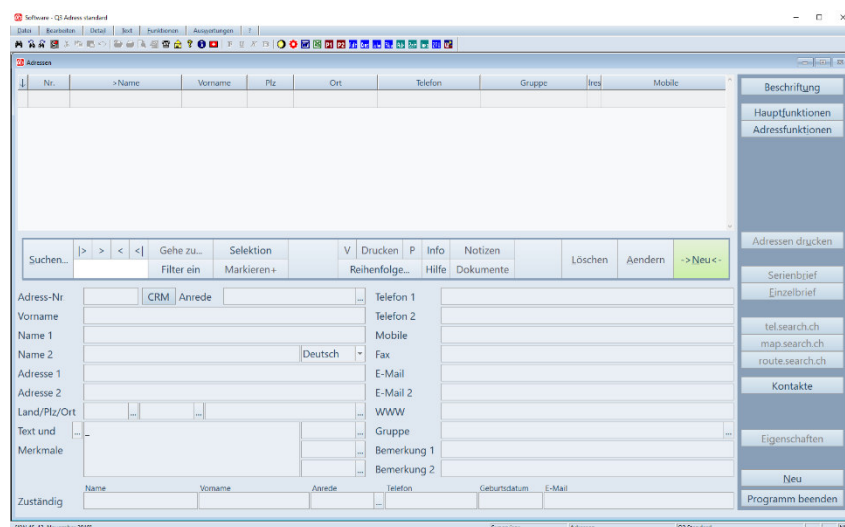 Software - Q3 Adress standard
Datei Bearbeiten Detail Text Funktionen Auswertungen ?
Adressen
Nr. >Name Vorname Plz Ort Telefon Gruppe Ires Mobile
Beschriftung
Hauptfunktionen
Adressfunktionen
Adressen drucken
Serienbrief
Einzelbrief
tel.search.ch
map.search.ch
route.search.ch
Kontakte
Eigenschaften
Neu
Programm beenden
Suchen... |> > < <| Gehe zu... Selektion V Drucken P Info Notizen Löschen Aendern ->Neu<-
Filter ein Markieren+ Reihenfolge... Hilfe Dokumente
Adress-Nr CRM Anrede ... Telefon 1
Vorname Telefon 2
Name 1 Mobile
Name 2 Deutsch Fax
Adresse 1 E-Mail
Adresse 2 E-Mail 2
Land/Plz/Ort ... ... ... WWW
Text und ... _ ... Gruppe ...
Merkmale ... Bemerkung 1
... Bemerkung 2
Name Vorname Anrede Telefon Geburtsdatum E-Mail
Zuständig ...